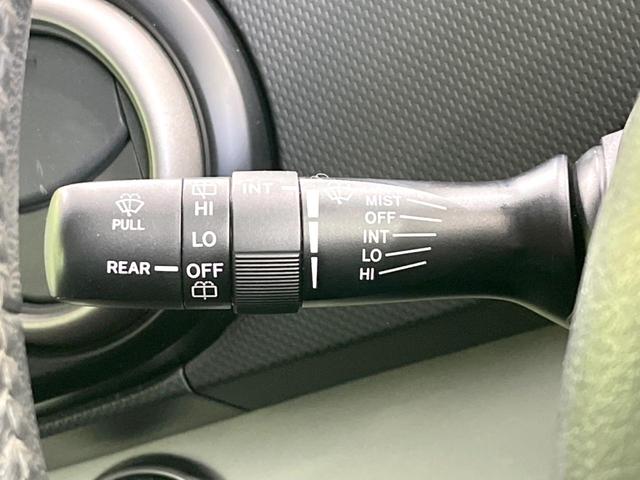 PULL
REAR
HI
LO
OFF
INT
MIST
OFF
INT
LO
HI